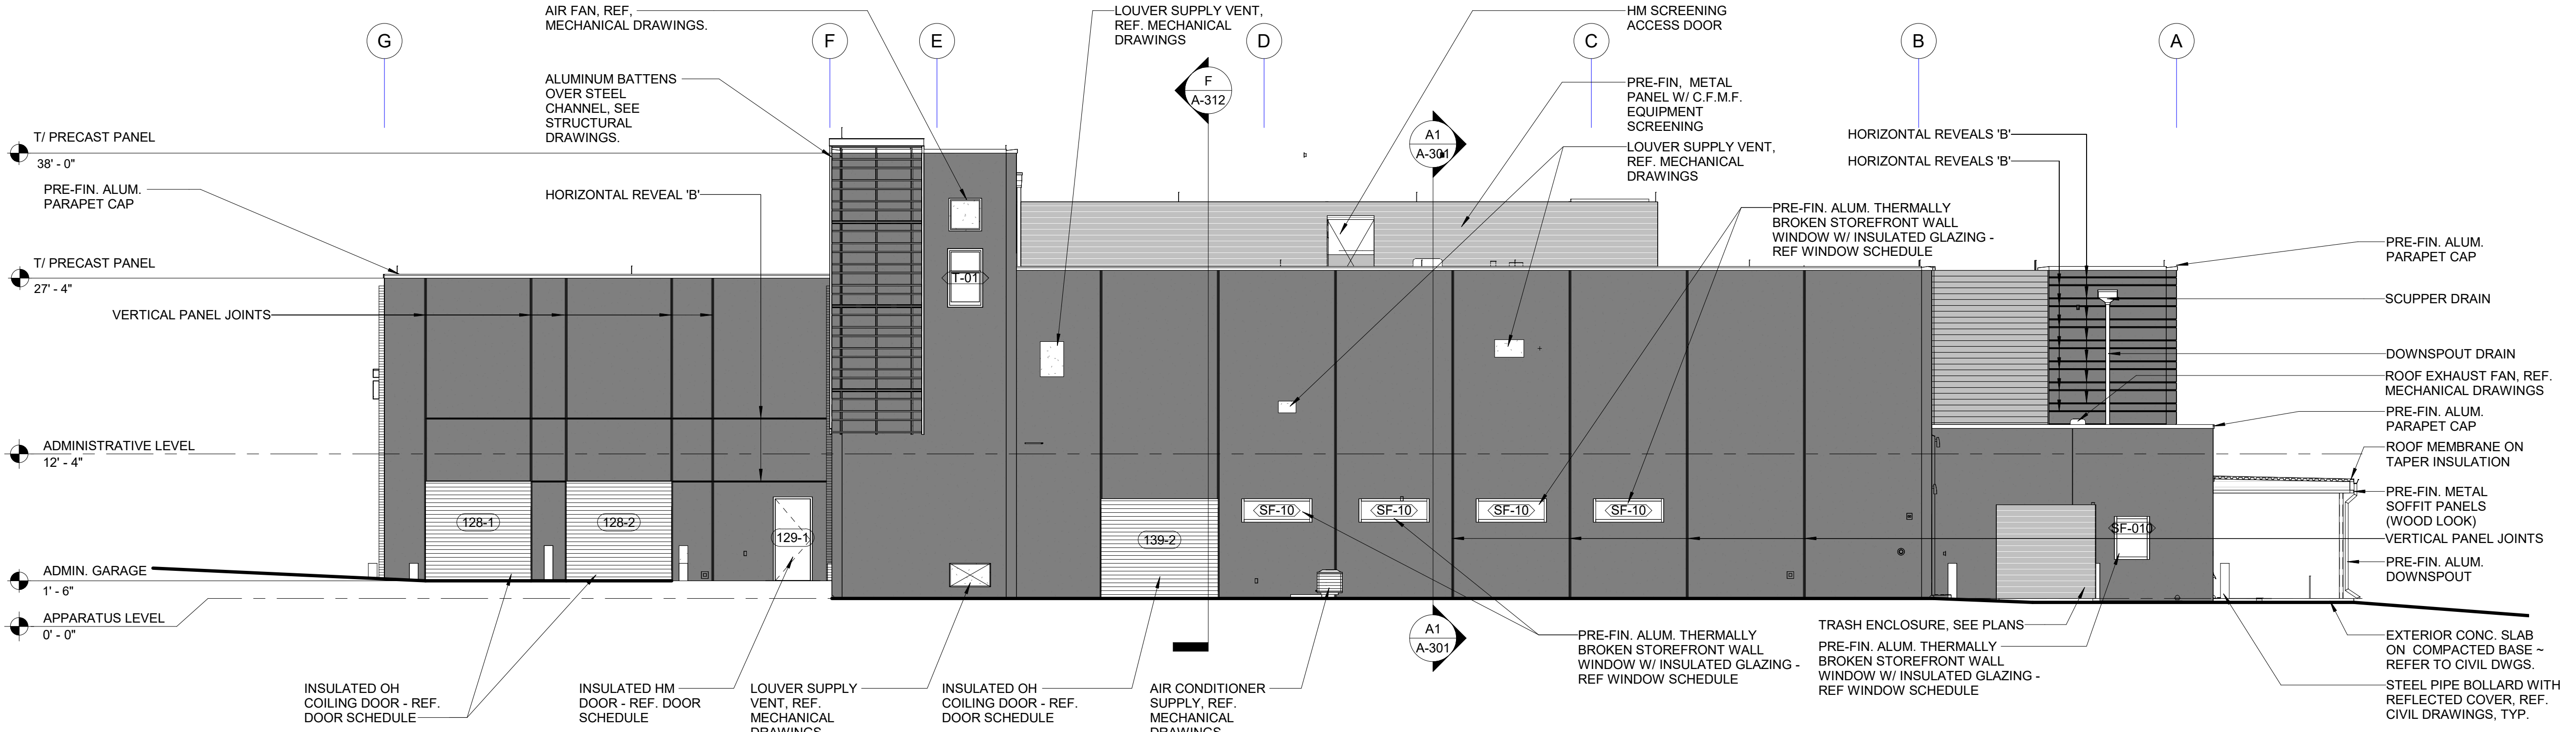 AIR FAN, REF,
MECHANICAL DRAWINGS.
LOUVER SUPPLY VENT,
REF. MECHANICAL
DRAWINGS
HM SCREENING
ACCESS DOOR
G
F
E
D
C
B
A
ALUMINUM BATTENS
OVER STEEL
CHANNEL, SEE
STRUCTURAL
DRAWINGS.
F
A-312
PRE-FIN, METAL
PANEL W/ C.F.M.F.
EQUIPMENT
SCREENING
A1
A-301
T/ PRECAST PANEL
38' - 0"
HORIZONTAL REVEALS 'B'
HORIZONTAL REVEALS 'B'
LOUVER SUPPLY VENT,
REF. MECHANICAL
DRAWINGS
PRE-FIN. ALUM.
PARAPET CAP
HORIZONTAL REVEAL 'B'
PRE-FIN. ALUM. THERMALLY
BROKEN STOREFRONT WALL
WINDOW W/ INSULATED GLAZING -
REF WINDOW SCHEDULE
PRE-FIN. ALUM.
PARAPET CAP
T/ PRECAST PANEL
27' - 4"
T-01
SCUPPER DRAIN
VERTICAL PANEL JOINTS
DOWNSPOUT DRAIN
ROOF EXHAUST FAN, REF.
MECHANICAL DRAWINGS
PRE-FIN. ALUM.
PARAPET CAP
ADMINISTRATIVE LEVEL
12' - 4"
ROOF MEMBRANE ON
TAPER INSULATION
PRE-FIN. METAL
SOFFIT PANELS
(WOOD LOOK)
128-1
128-2
129-1
139-2
SF-10
SF-10
SF-10
SF-10
SF-010
VERTICAL PANEL JOINTS
PRE-FIN. ALUM.
DOWNSPOUT
ADMIN. GARAGE
1' - 6"
APPARATUS LEVEL
0' - 0"
A1
A-301
PRE-FIN. ALUM. THERMALLY
BROKEN STOREFRONT WALL
WINDOW W/ INSULATED GLAZING -
REF WINDOW SCHEDULE
TRASH ENCLOSURE, SEE PLANS
PRE-FIN. ALUM. THERMALLY
BROKEN STOREFRONT WALL
WINDOW W/ INSULATED GLAZING -
REF WINDOW SCHEDULE
EXTERIOR CONC. SLAB
ON COMPACTED BASE ~
REFER TO CIVIL DWGS.
STEEL PIPE BOLLARD WITH
REFLECTED COVER, REF.
CIVIL DRAWINGS, TYP.
INSULATED OH
COILING DOOR - REF.
DOOR SCHEDULE
INSULATED HM
DOOR - REF. DOOR
SCHEDULE
LOUVER SUPPLY
VENT, REF.
MECHANICAL
DRAWINGS
INSULATED OH
COILING DOOR - REF.
DOOR SCHEDULE
AIR CONDITIONER
SUPPLY, REF.
MECHANICAL
DRAWINGS